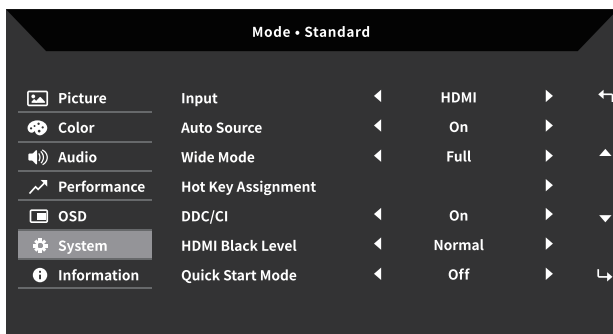 Mode • Standard
Picture Input HDMI
Color Auto Source On
Audio Wide Mode Full
Performance Hot Key Assignment
OSD DDC/CI On
System HDMI Black Level Normal
Information Quick Start Mode Off